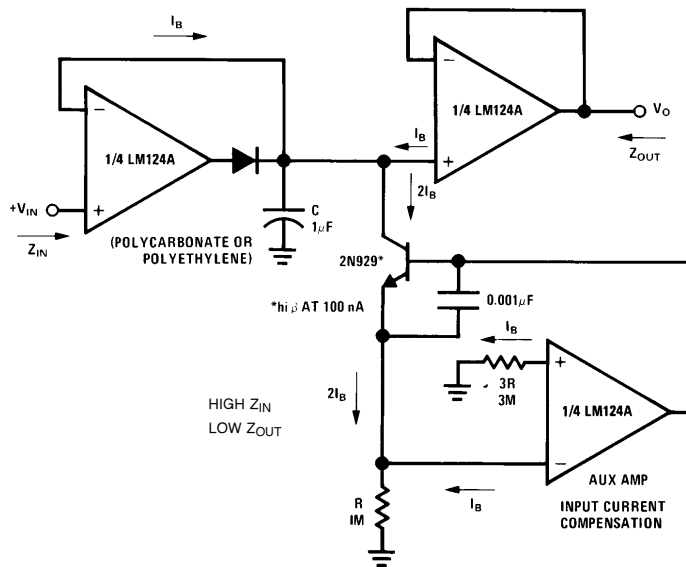 I_B
−
1/4 LM124A
+V_IN
+
Z_IN
C
1μF
(POLYCARBONATE OR
POLYETHYLENE)
−
1/4 LM124A
+
I_B
V_O
Z_OUT
2I_B
2N929*
*hi β AT 100 nA
0.001μF
I_B
3R
3M
+
1/4 LM124A
−
2I_B
HIGH Z_IN
LOW Z_OUT
I_B
R
1M
AUX AMP
INPUT CURRENT
COMPENSATION